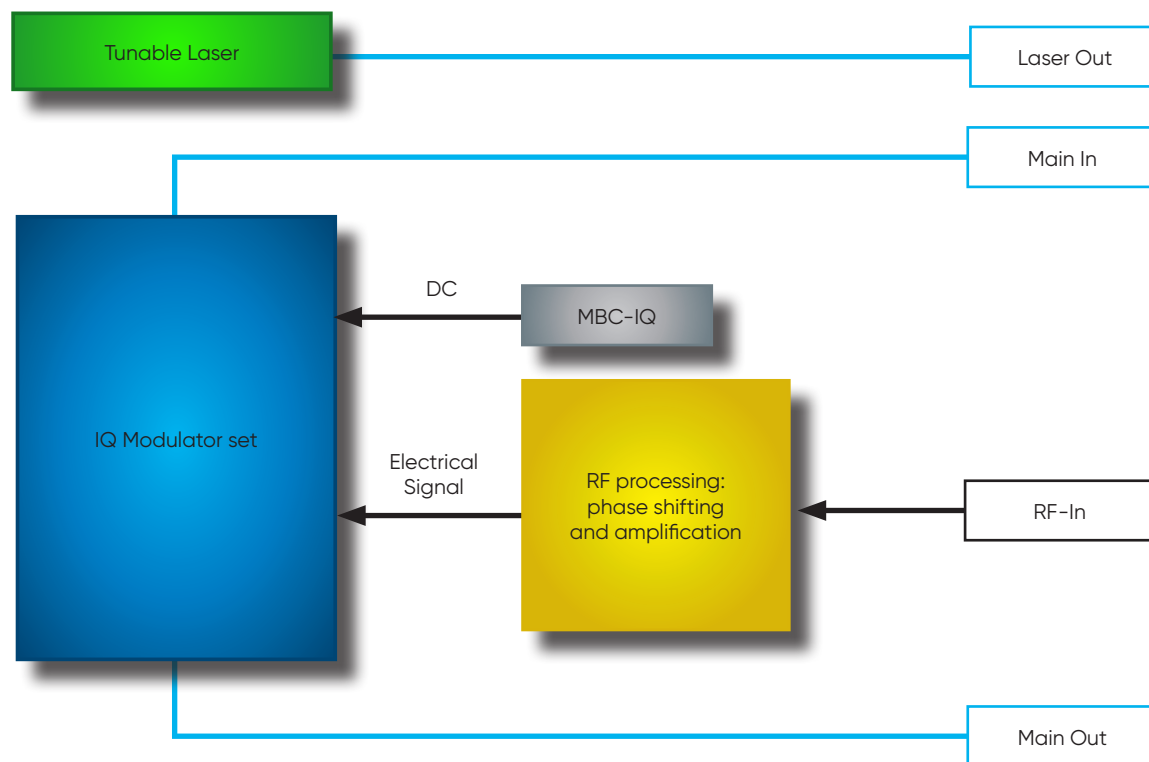 Tunable Laser
Laser Out
Main In
DC
MBC-IQ
IQ Modulator set
Electrical
Signal
RF processing:
phase shifting
and amplification
RF-In
Main Out